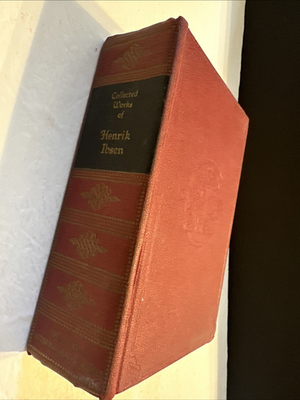 Collected
Works
of
Henrik
Ibsen